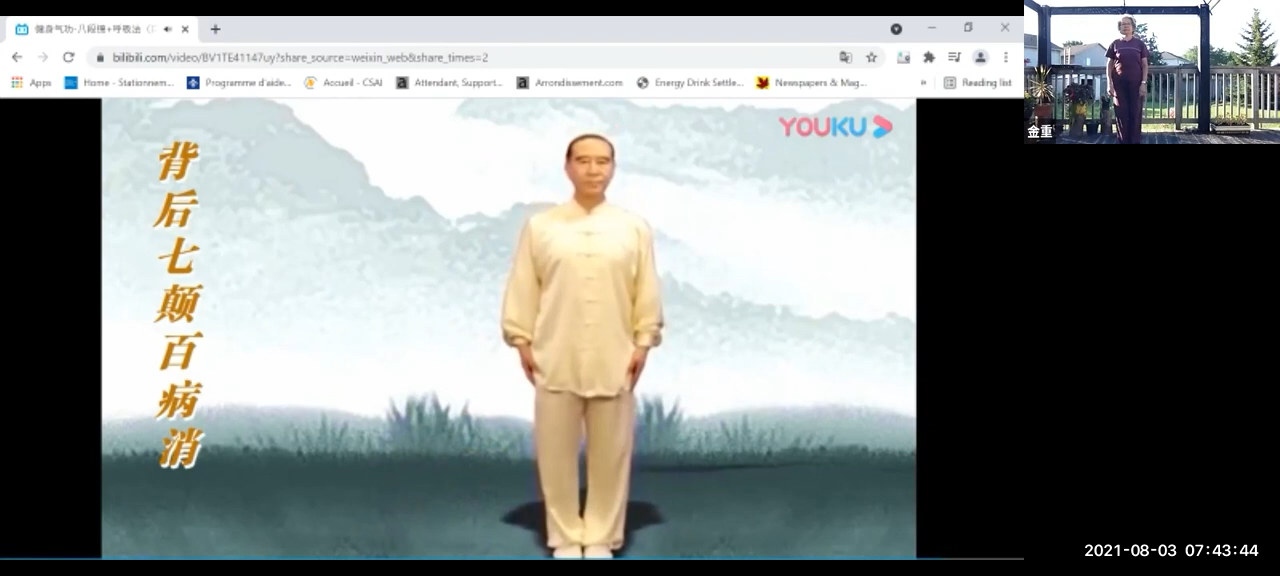 健身气功·八段锦+呼吸法（
bilibili.com/video/BV1TE41147uy?share_source=weixin_web&share_times=2
Apps
Home - Stationnem...
Programme d'aide...
Accueil - CSAI
Attendant, Support...
Arrondissement.com
Energy Drink Settle...
Newspapers & Mag...
»
Reading list
YOUKU
背后七颠百病消
金重
2021-08-03 07:43:44